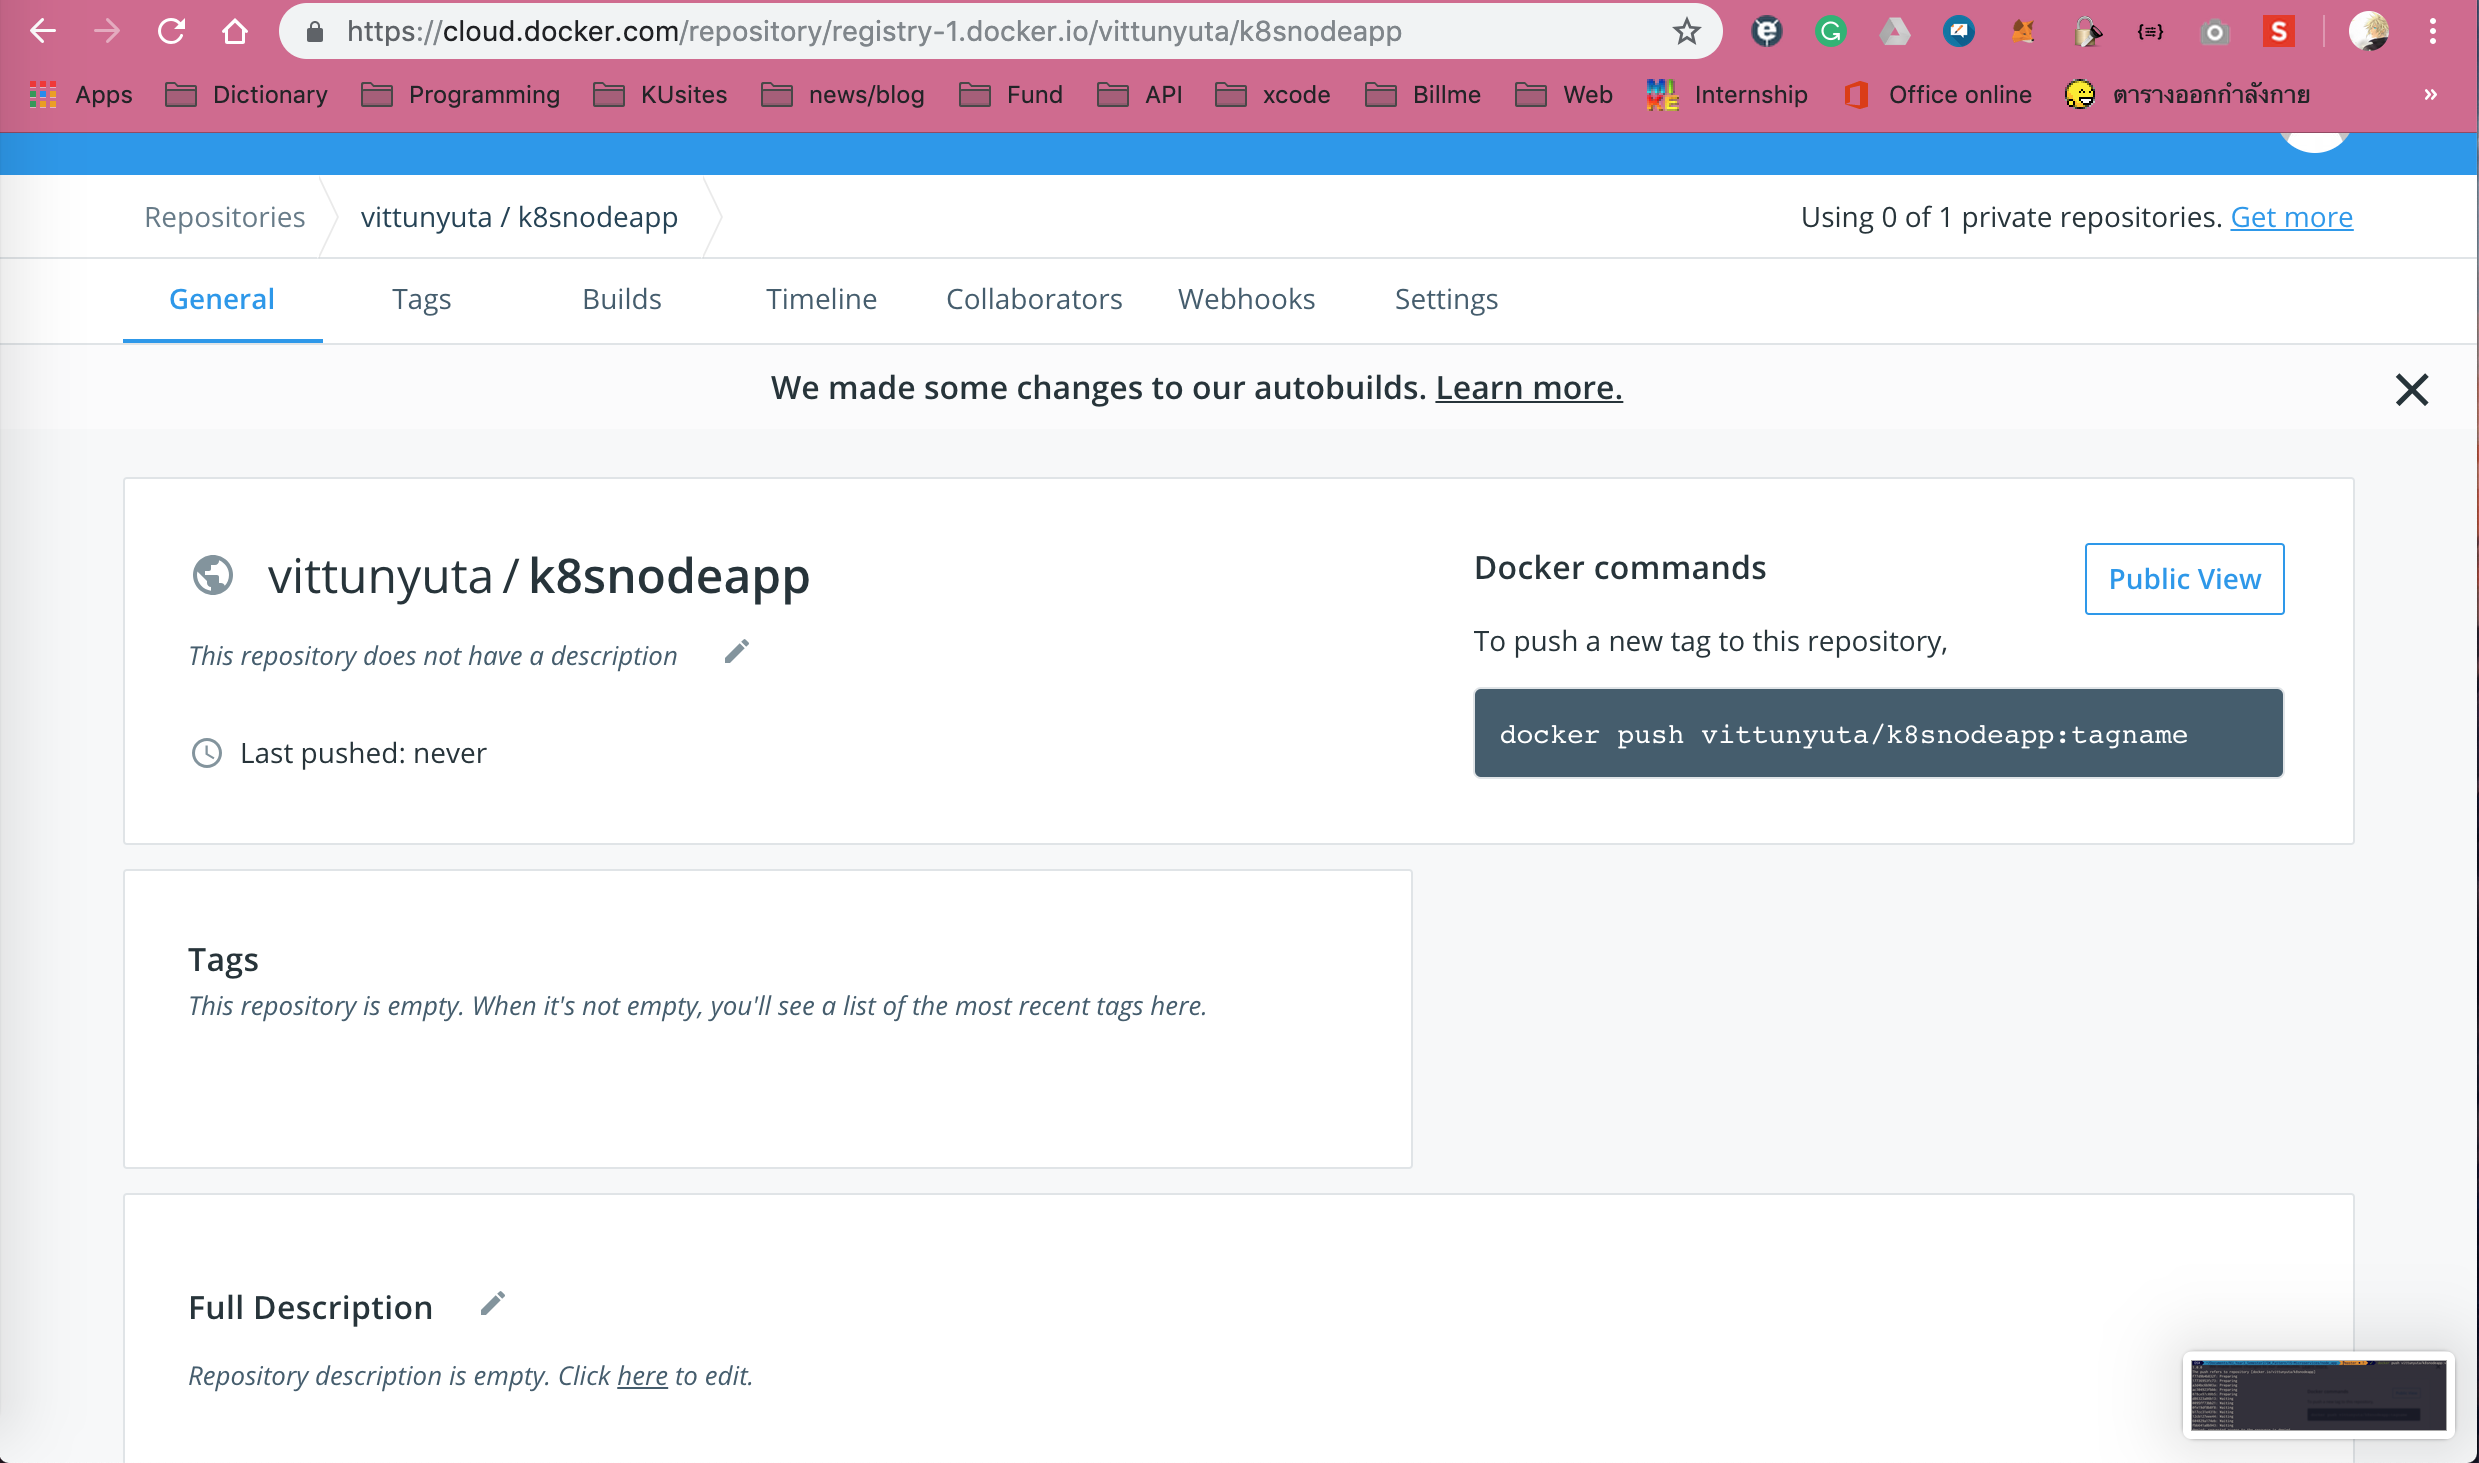 https://cloud.docker.com/repository/registry-1.docker.io/vittunyuta/k8snodeapp
Apps Dictionary Programming KUsites news/blog Fund API xcode Billme Web Internship Office online ตารางออกกำลังกาย »
Repositories vittunyuta / k8snodeapp Using 0 of 1 private repositories. Get more
General Tags Builds Timeline Collaborators Webhooks Settings
We made some changes to our autobuilds. Learn more.
vittunyuta / k8snodeapp
This repository does not have a description
Last pushed: never
Docker commands
Public View
To push a new tag to this repository,
docker push vittunyuta/k8snodeapp:tagname
Tags
This repository is empty. When it's not empty, you'll see a list of the most recent tags here.
Full Description
Repository description is empty. Click here to edit.